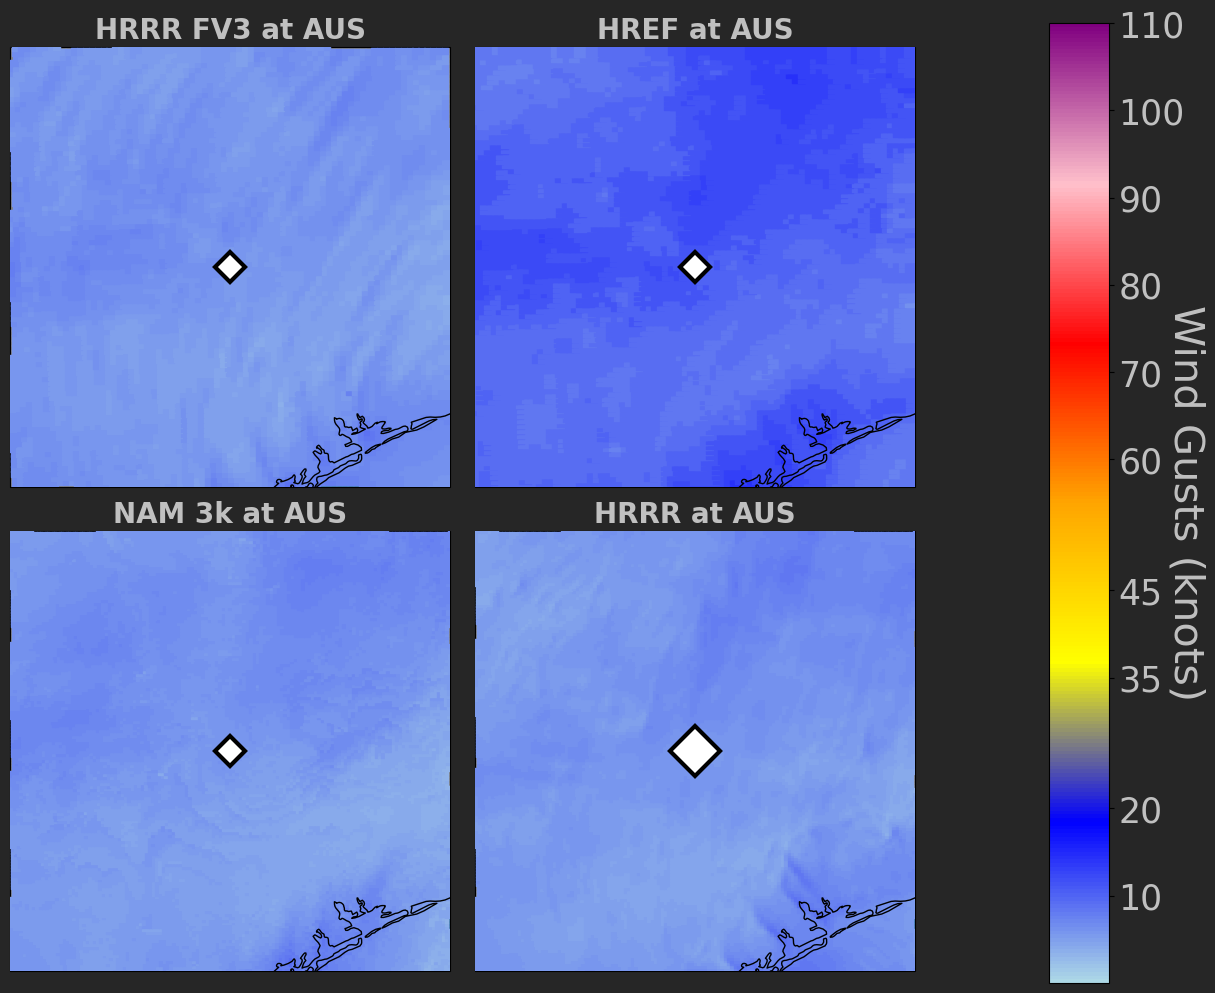 HRRR FV3 at AUS
HREF at AUS
NAM 3k at AUS
HRRR at AUS
110
100
90
80
70
60
45
35
20
10
Wind Gusts (knots)